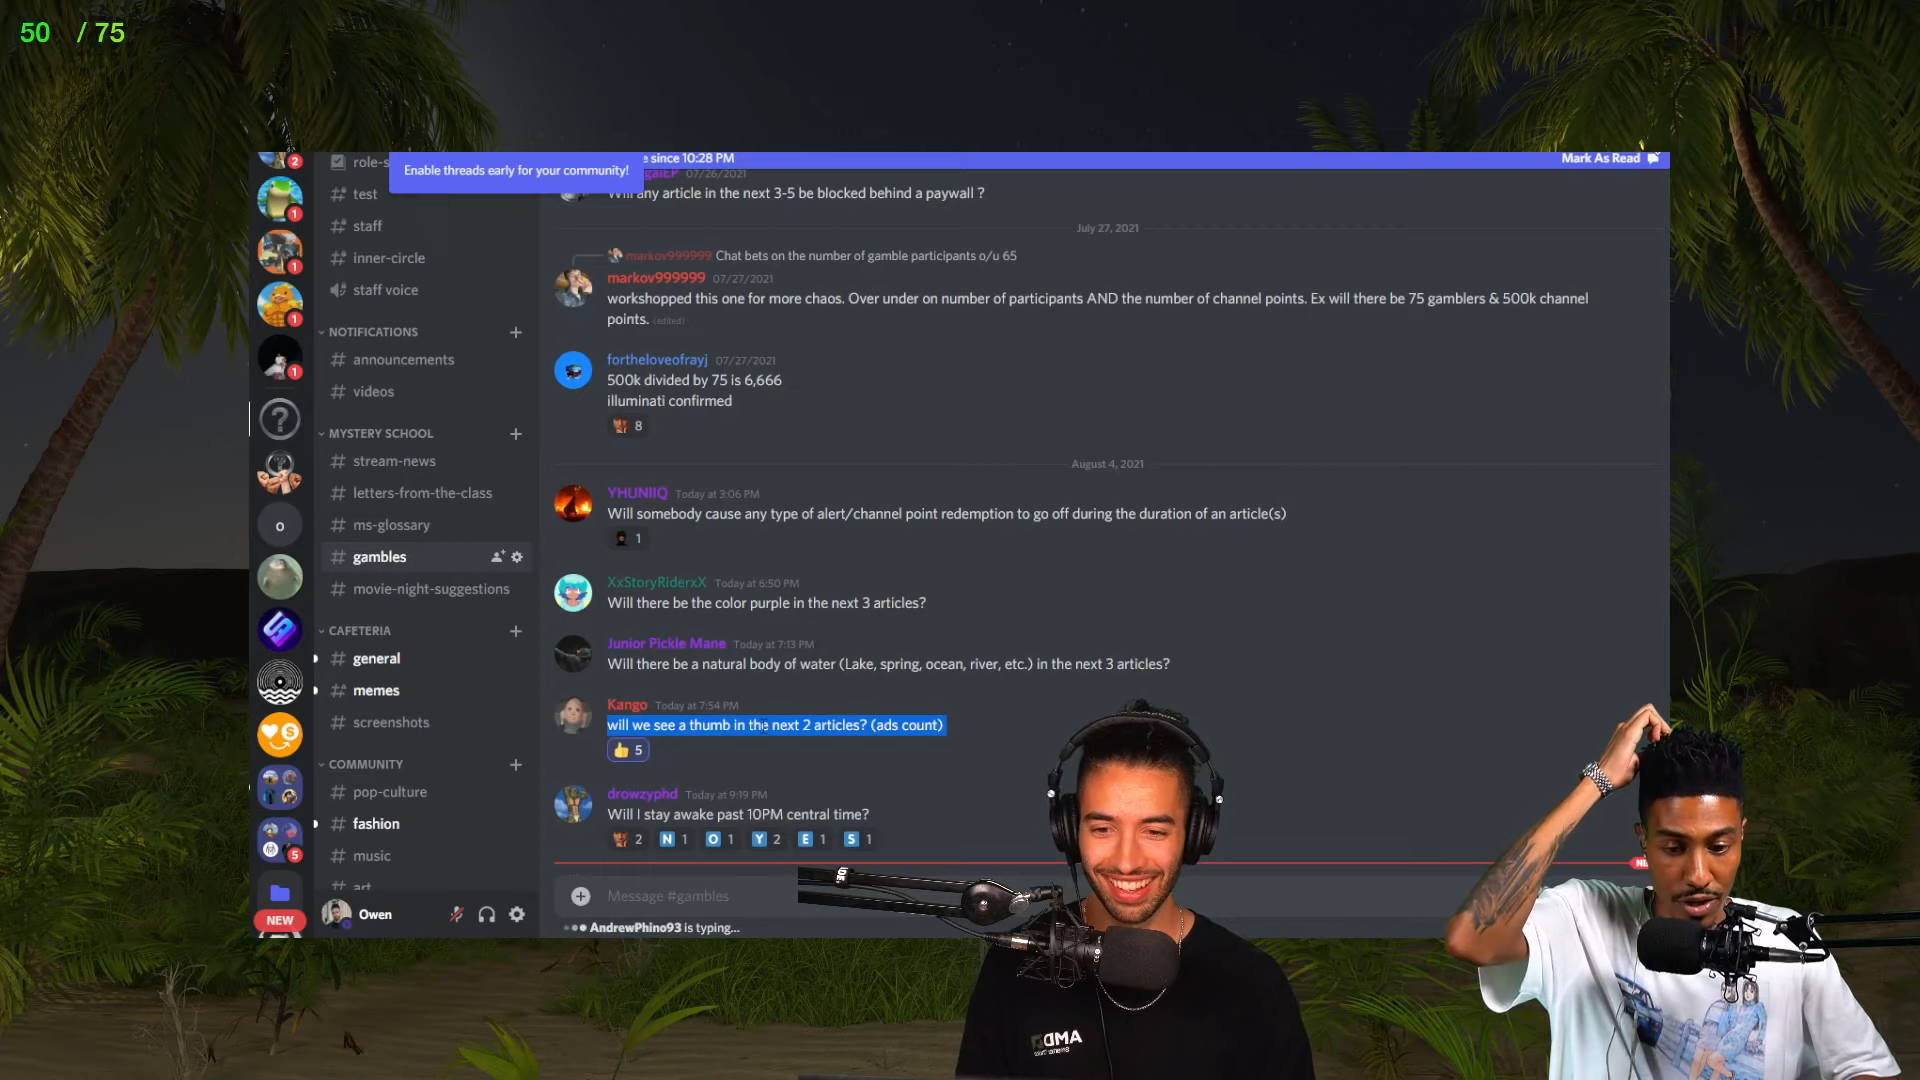 50 / 75
e since 10:28 PM
Mark As Read
Enable threads early for your community!
2
role-s
test
staff
inner-circle
staff voice
NOTIFICATIONS
announcements
videos
MYSTERY SCHOOL
stream-news
letters-from-the-class
ms-glossary
gambles
movie-night-suggestions
CAFETERIA
general
memes
screenshots
COMMUNITY
pop-culture
fashion
music
art
1
1
1
1
?
o
5
NEW
Owen
07/26/2021
any article in the next 3-5 be blocked behind a paywall ?
July 27, 2021
markov999999 Chat bets on the number of gamble participants o/u 65
markov999999 07/27/2021
workshopped this one for more chaos. Over under on number of participants AND the number of channel points. Ex will there be 75 gamblers & 500k channel
points. (edited)
fortheloveofrayj 07/27/2021
500k divided by 75 is 6,666
illuminati confirmed
8
August 4, 2021
YHUNIIQ Today at 3:06 PM
Will somebody cause any type of alert/channel point redemption to go off during the duration of an article(s)
1
XxStoryRiderxX Today at 6:50 PM
Will there be the color purple in the next 3 articles?
Junior Pickle Mane Today at 7:13 PM
Will there be a natural body of water (Lake, spring, ocean, river, etc.) in the next 3 articles?
Kango Today at 7:54 PM
will we see a thumb in the next 2 articles? (ads count)
5
drowzyphd Today at 9:19 PM
Will I stay awake past 10PM central time?
2 N 1 O 1 Y 2 E 1 S 1
Message #gambles
AndrewPhino93 is typing...